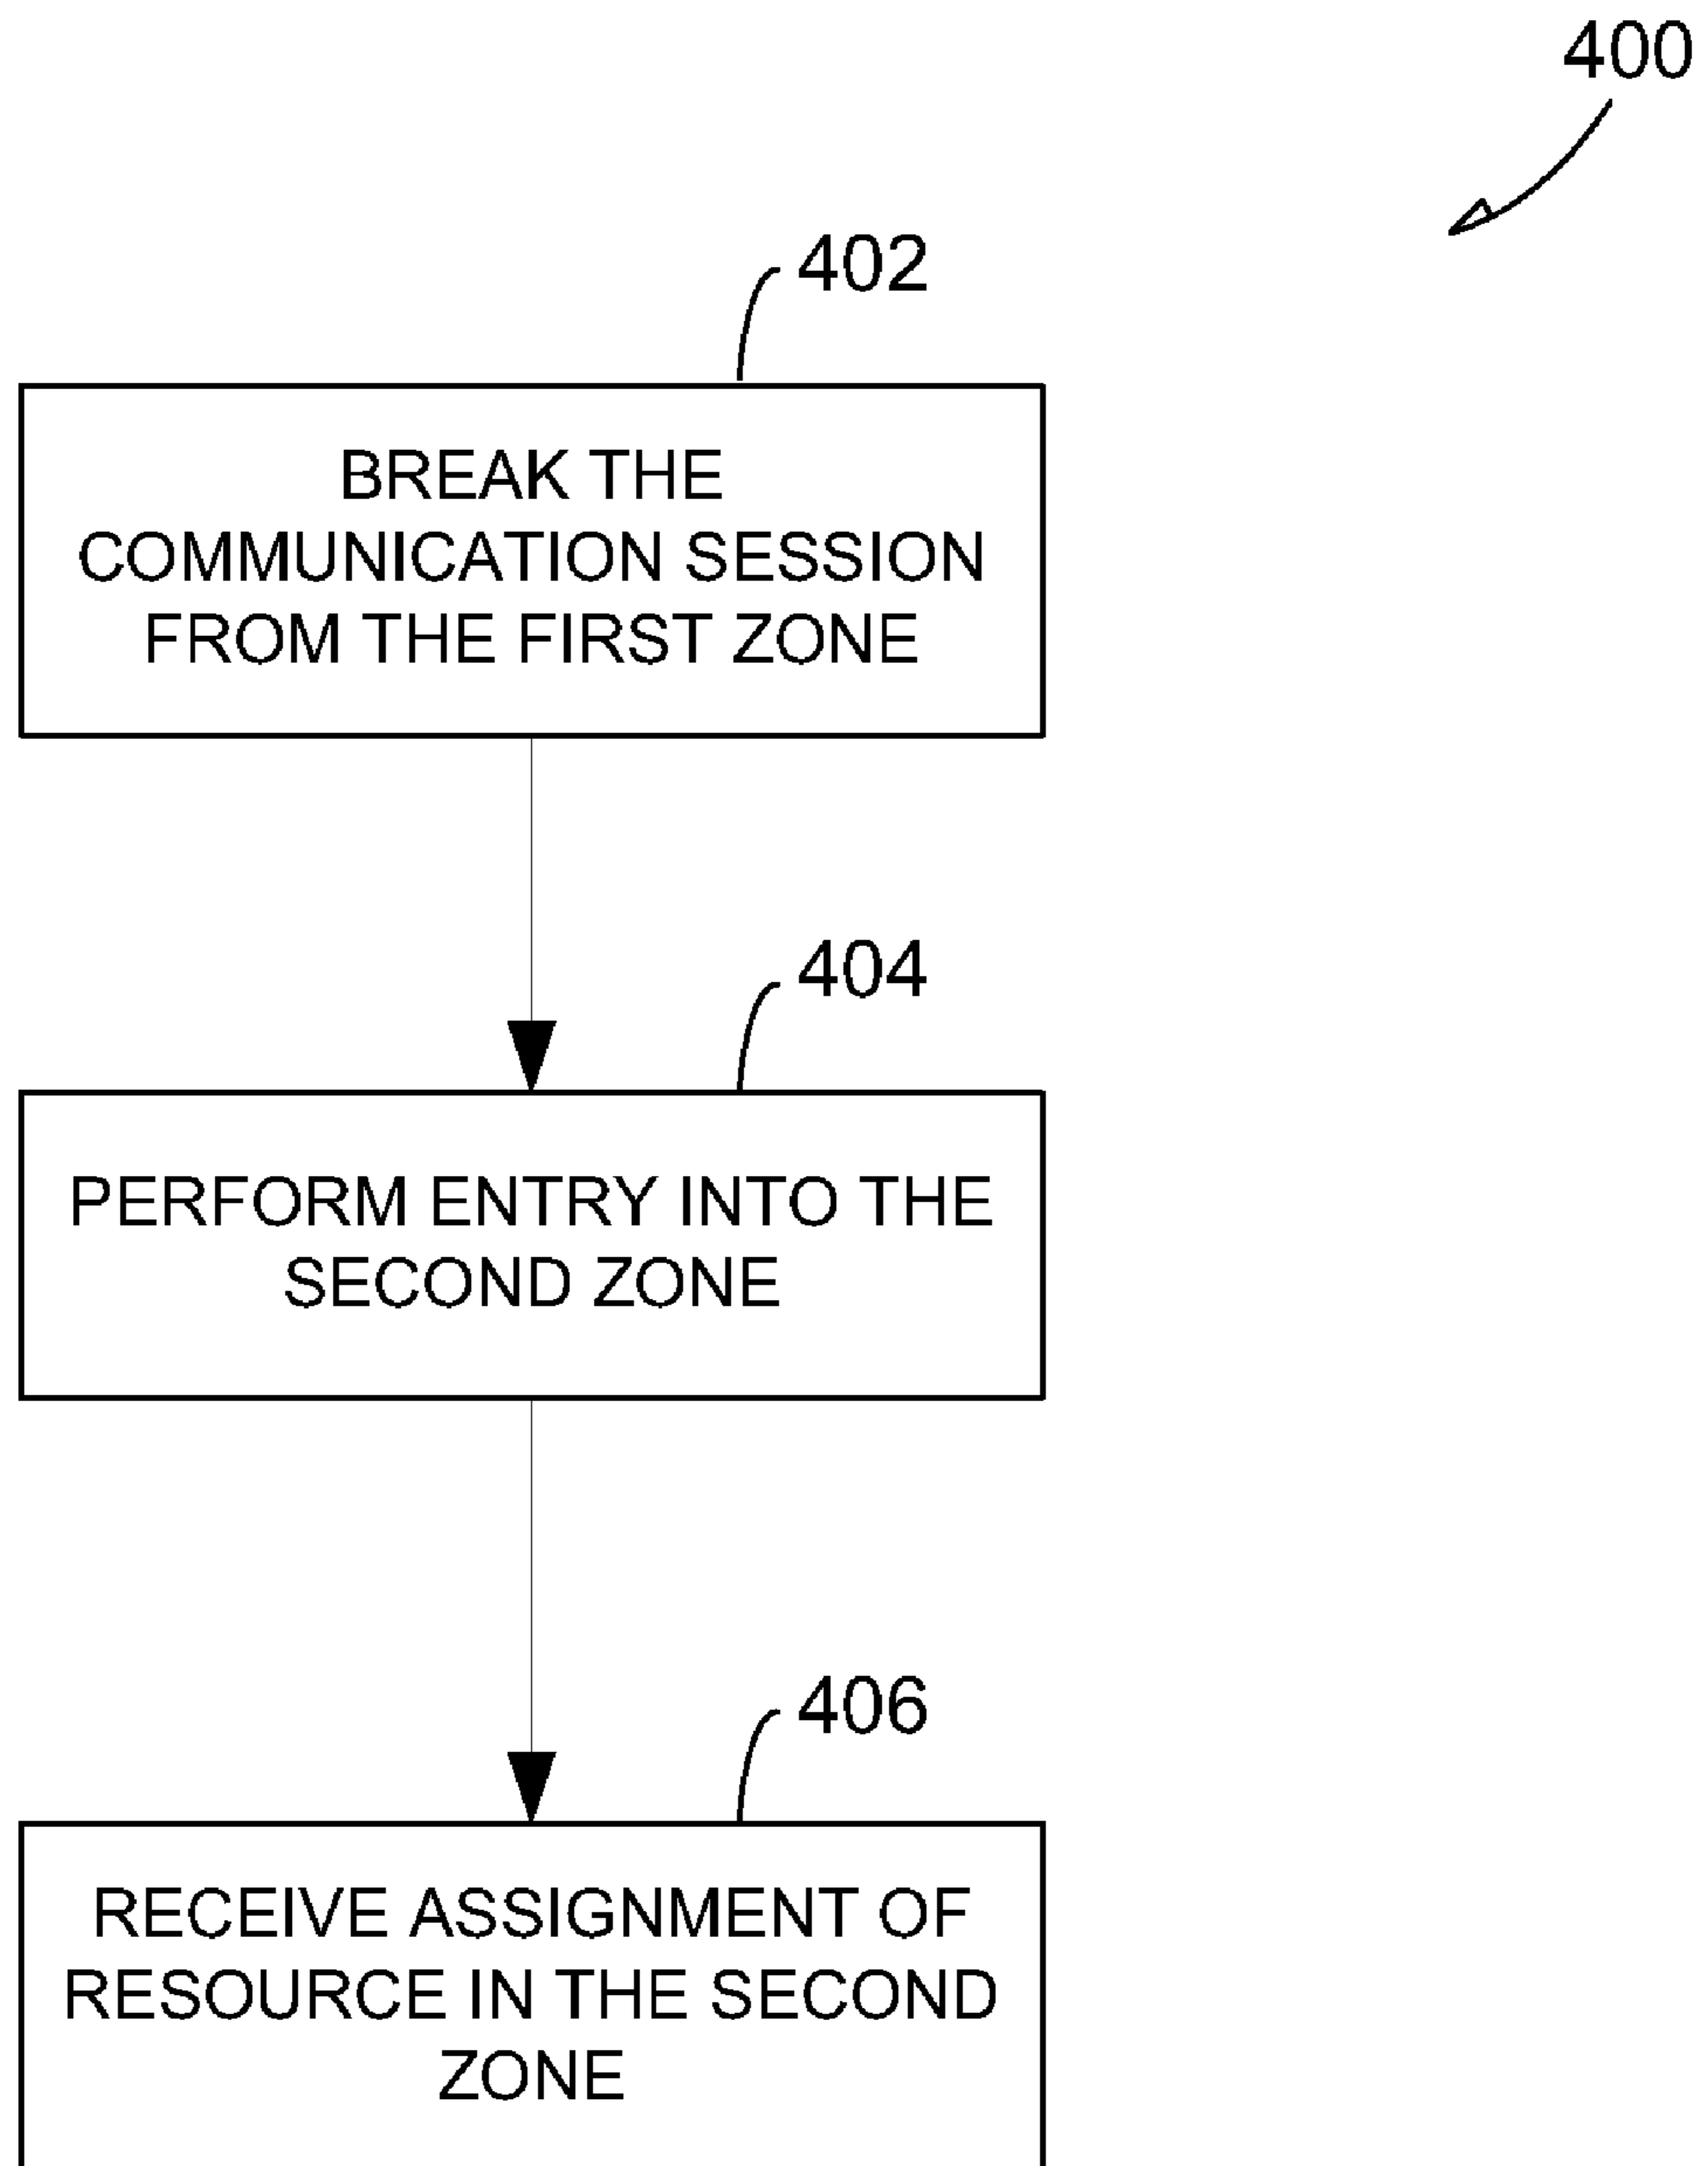 400
402
BREAK THE
COMMUNICATION SESSION
FROM THE FIRST ZONE
404
PERFORM ENTRY INTO THE
SECOND ZONE
406
RECEIVE ASSIGNMENT OF
RESOURCE IN THE SECOND
ZONE